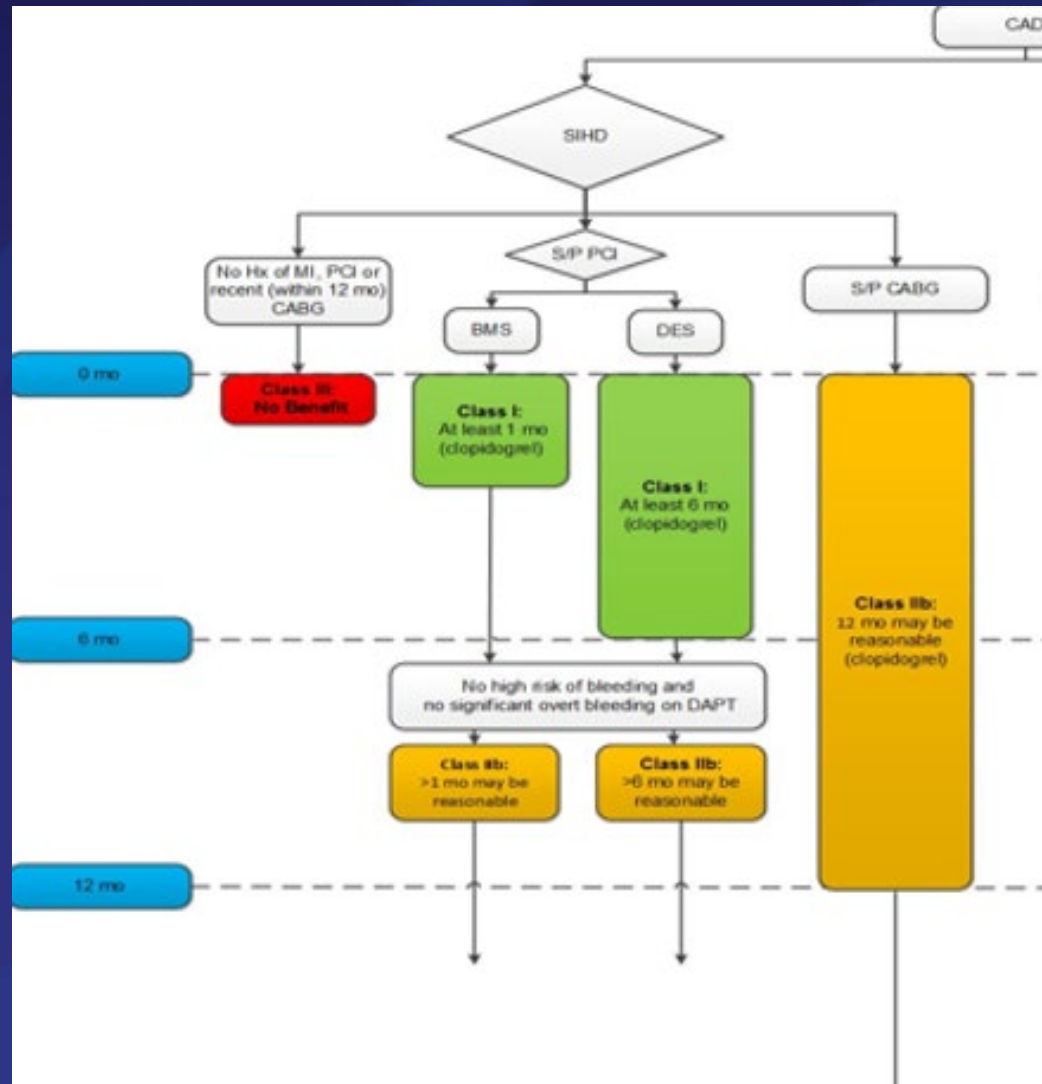 CAD
SIHD
S/P PCI
No Hx of MI, PCI or
recent (within 12 mo)
CABG
S/P CABG
BMS
DES
0 mo
Class III:
No Benefit
Class I:
At least 1 mo
(clopidogrel)
Class I:
At least 6 mo
(clopidogrel)
Class IIb:
12 mo may be
reasonable
(clopidogrel)
6 mo
No high risk of bleeding and
no significant overt bleeding on DAPT
Class IIb:
>1 mo may be
reasonable
Class IIb:
>6 mo may be
reasonable
12 mo